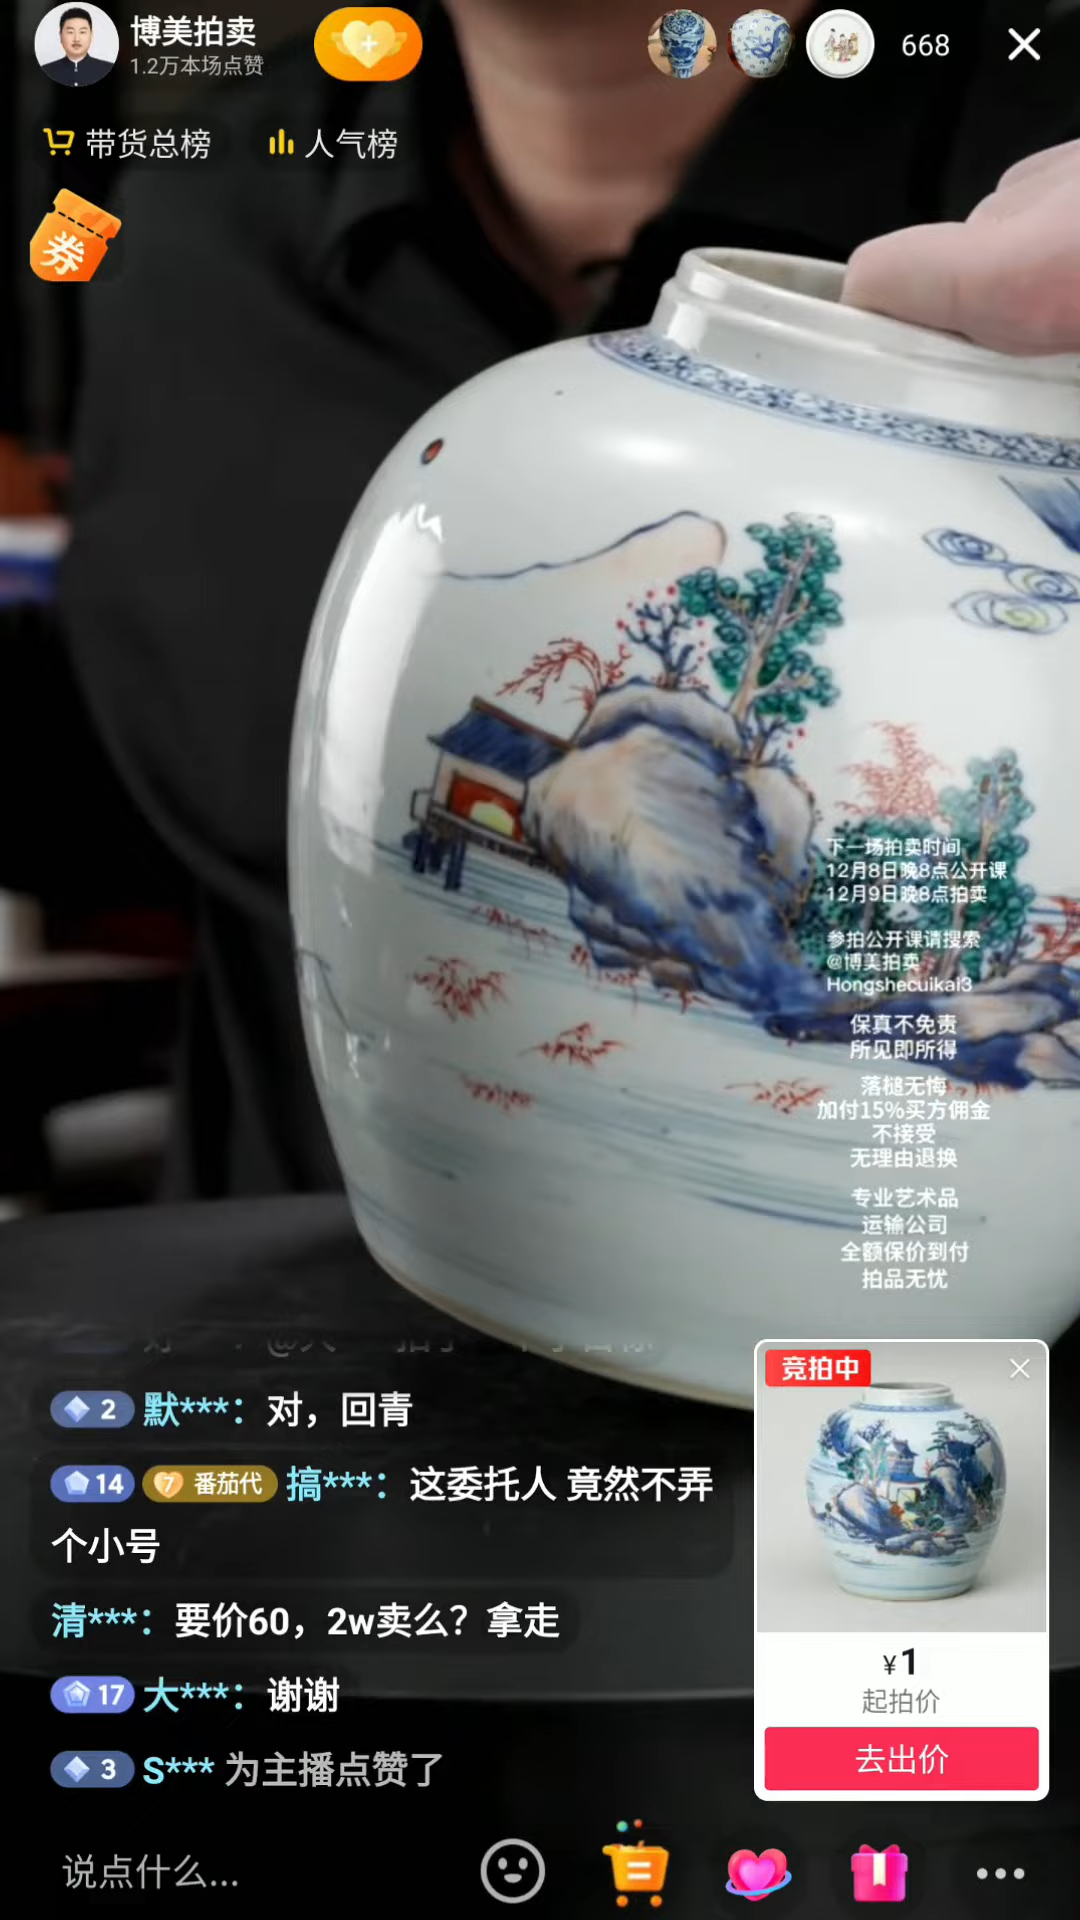 博美拍卖
1.2万本场点赞
668
带货总榜
人气榜
券
下一场拍卖时间
12月8日晚8点公开课
12月9日晚8点拍卖
参拍公开课请搜索
@博美拍卖
Hongshecuikai3
保真不免责
所见即所得
落槌无悔
加付15%买方佣金
不接受
无理由退换
专业艺术品
运输公司
全额保价到付
拍品无忧
2 默***：对，回青
14 7 番茄代 搞***：这委托人 竟然不弄
个小号
清***：要价60，2w卖么？拿走
17 大***：谢谢
3 S*** 为主播点赞了
竞拍中
¥1
起拍价
去出价
说点什么...